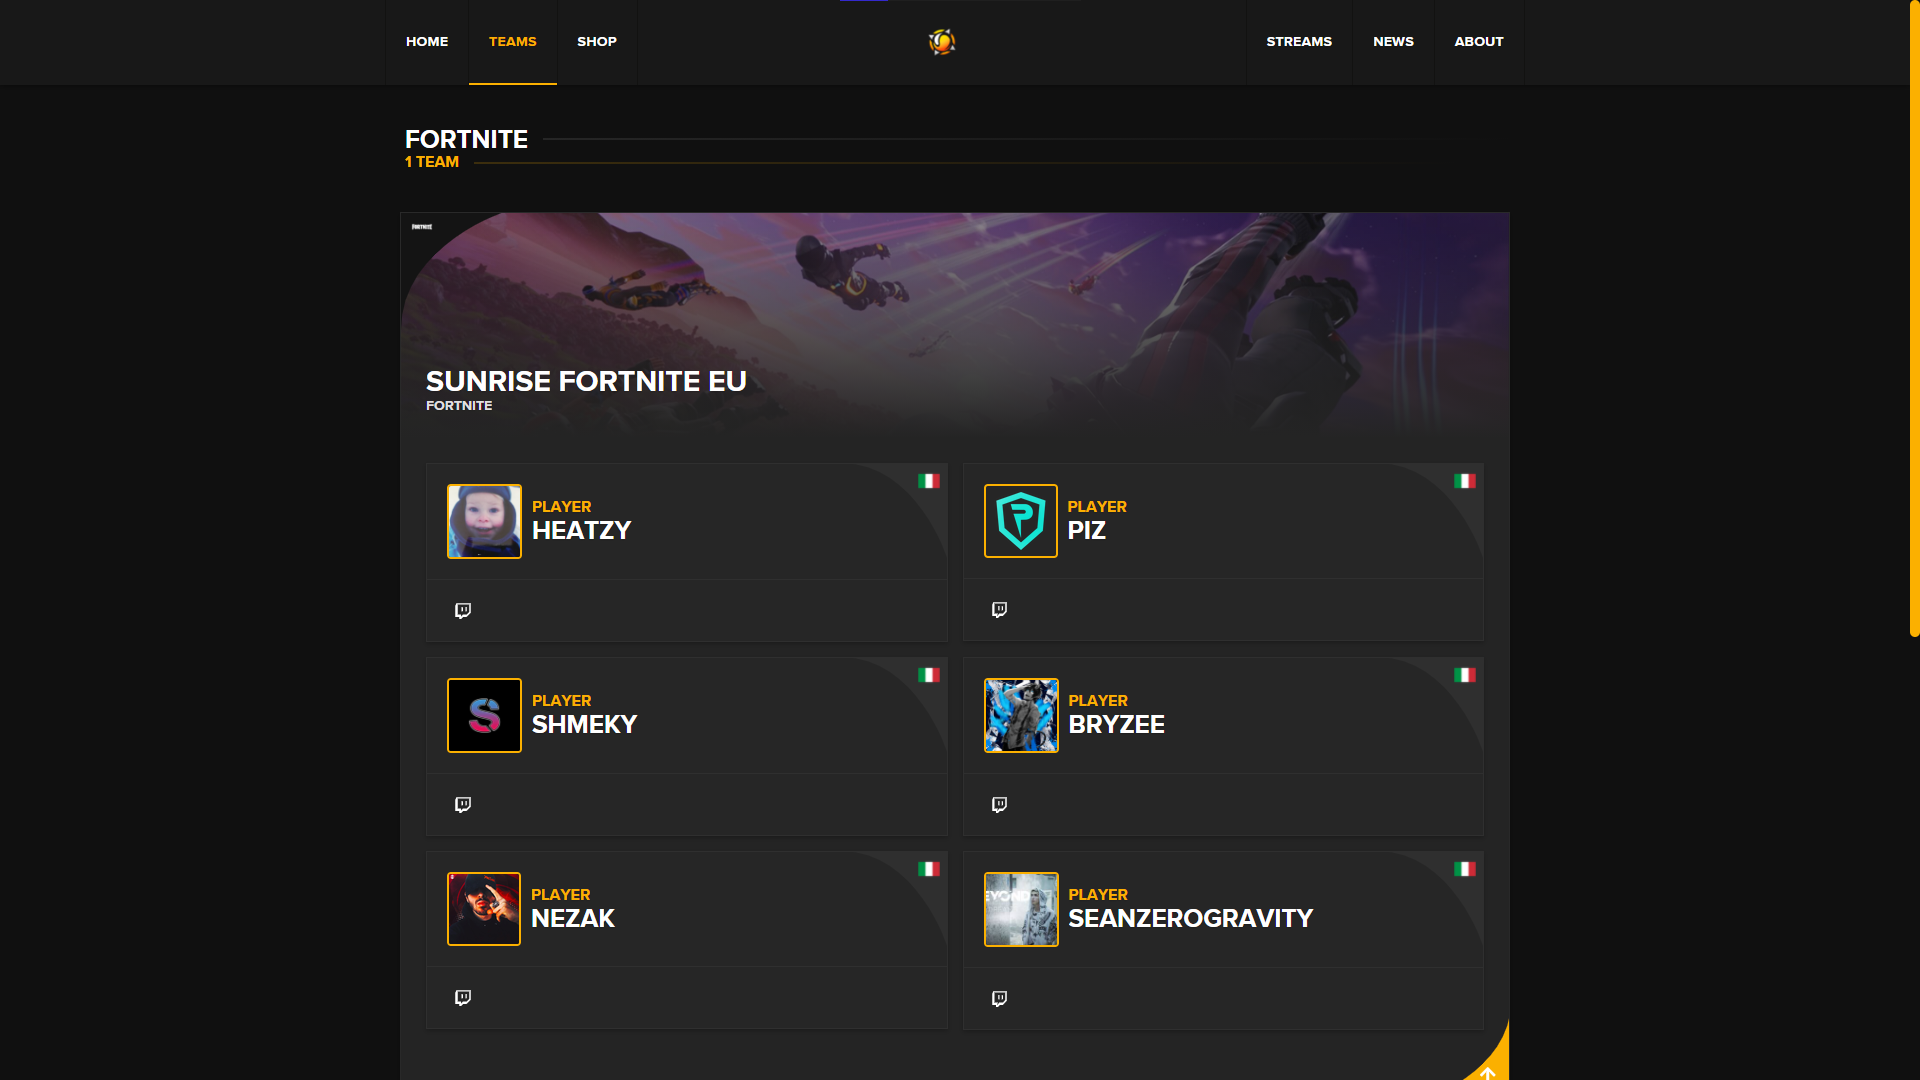 HOME
TEAMS
SHOP
STREAMS
NEWS
ABOUT
FORTNITE
1 TEAM
FORTNITE
SUNRISE FORTNITE EU
FORTNITE
PLAYER
HEATZY
PLAYER
PIZ
PLAYER
SHMEKY
PLAYER
BRYZEE
PLAYER
NEZAK
PLAYER
SEANZEROGRAVITY